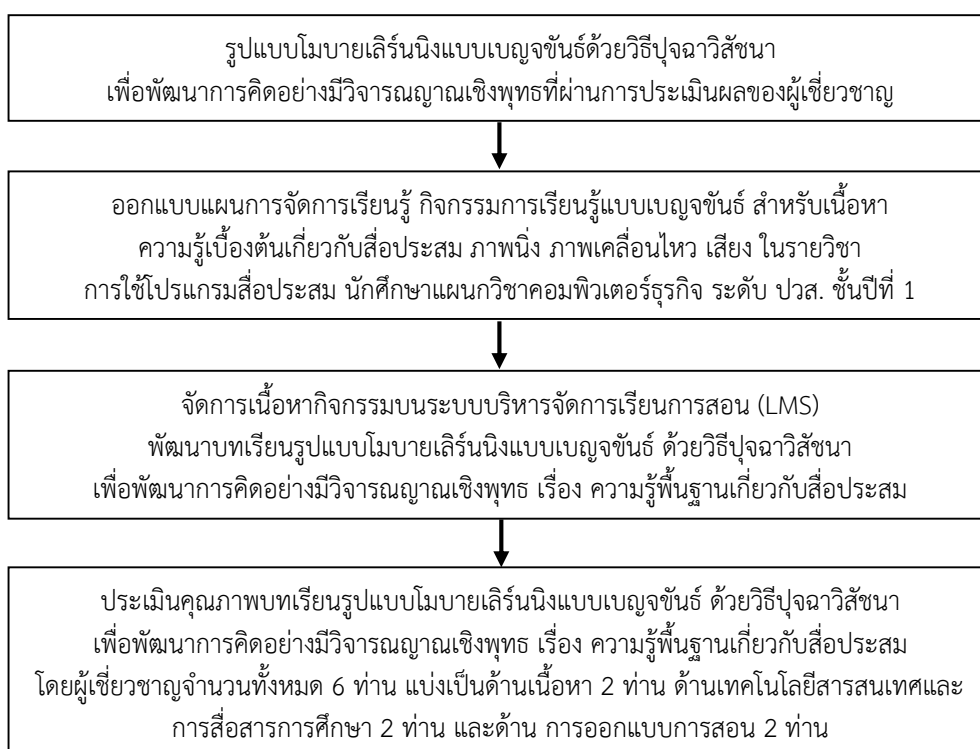 รูปแบบโมบายเลิร์นนิงแบบเบญจขันธ์ด้วยวิธีปุจฉาวิสัชนา
เพื่อพัฒนาการคิดอย่างมีวิจารณญาณเชิงพุทธที่ผ่านการประเมินผลของผู้เชี่ยวชาญ
ออกแบบแผนการจัดการเรียนรู้ กิจกรรมการเรียนรู้แบบเบญจขันธ์ สำหรับเนื้อหา
ความรู้เบื้องต้นเกี่ยวกับสื่อประสม ภาพนิ่ง ภาพเคลื่อนไหว เสียง ในรายวิชา
การใช้โปรแกรมสื่อประสม นักศึกษาแผนกวิชาคอมพิวเตอร์ธุรกิจ ระดับ ปวส. ชั้นปีที่ 1
จัดการเนื้อหากิจกรรมบนระบบบริหารจัดการเรียนการสอน (LMS)
พัฒนาบทเรียนรูปแบบโมบายเลิร์นนิงแบบเบญจขันธ์ ด้วยวิธีปุจฉาวิสัชนา
เพื่อพัฒนาการคิดอย่างมีวิจารณญาณเชิงพุทธ เรื่อง ความรู้พื้นฐานเกี่ยวกับสื่อประสม
ประเมินคุณภาพบทเรียนรูปแบบโมบายเลิร์นนิงแบบเบญจขันธ์ ด้วยวิธีปุจฉาวิสัชนา
เพื่อพัฒนาการคิดอย่างมีวิจารณญาณเชิงพุทธ เรื่อง ความรู้พื้นฐานเกี่ยวกับสื่อประสม
โดยผู้เชี่ยวชาญจำนวนทั้งหมด 6 ท่าน แบ่งเป็นด้านเนื้อหา 2 ท่าน ด้านเทคโนโลยีสารสนเทศและ
การสื่อสารการศึกษา 2 ท่าน และด้าน การออกแบบการสอน 2 ท่าน